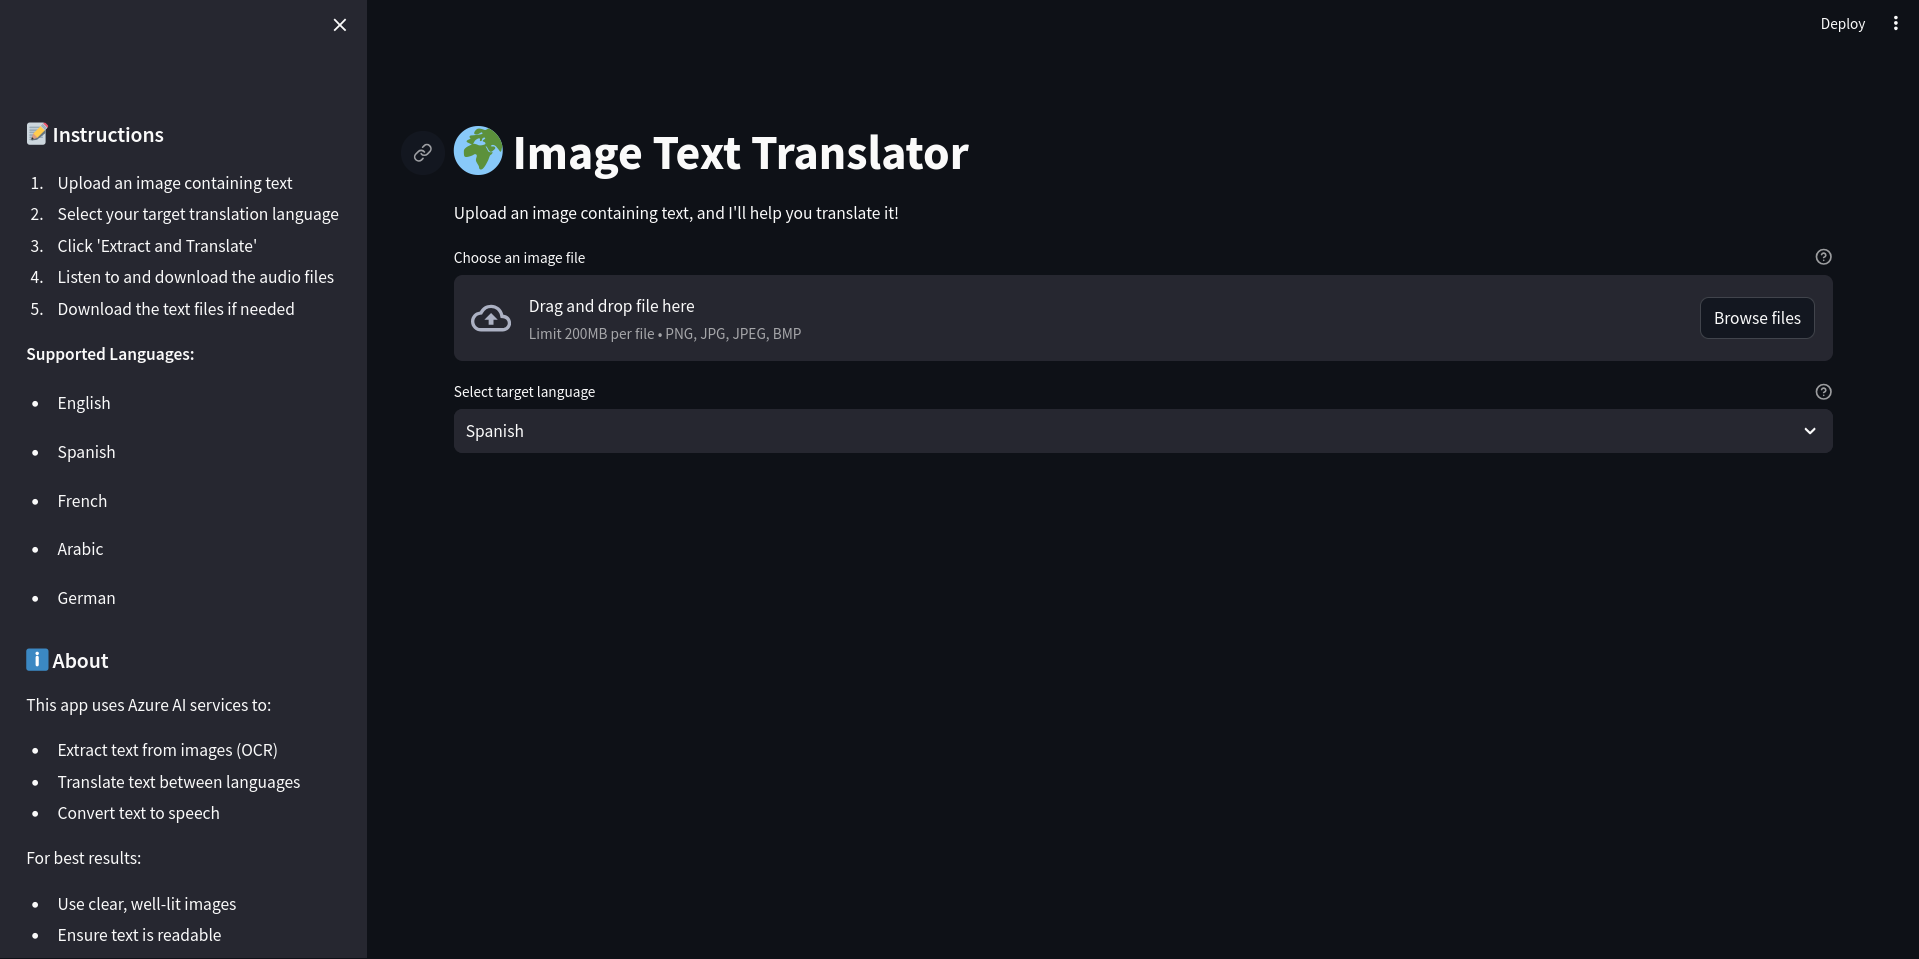 Deploy
Instructions
1. Upload an image containing text
2. Select your target translation language
3. Click 'Extract and Translate'
4. Listen to and download the audio files
5. Download the text files if needed
Supported Languages:
• English
• Spanish
• French
• Arabic
• German
About
This app uses Azure AI services to:
• Extract text from images (OCR)
• Translate text between languages
• Convert text to speech
For best results:
• Use clear, well-lit images
• Ensure text is readable
Image Text Translator
Upload an image containing text, and I'll help you translate it!
Choose an image file
Drag and drop file here
Limit 200MB per file • PNG, JPG, JPEG, BMP
Browse files
Select target language
Spanish